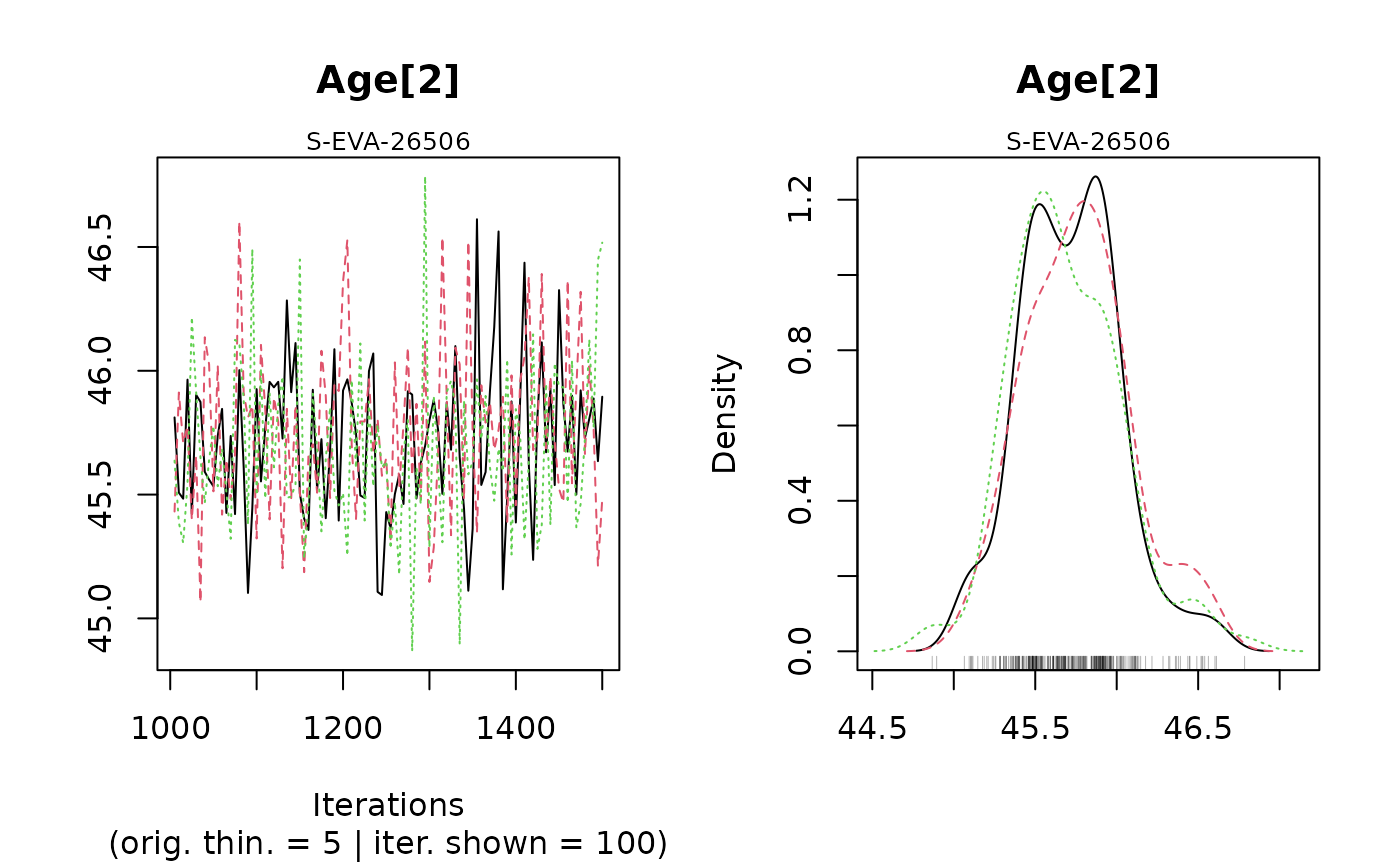 Age[2]
S-EVA-26506
46.5
46.0
45.5
45.0
1000
1200
1400
Iterations
(orig. thin. = 5 | iter. shown = 100)
Age[2]
S-EVA-26506
Density
1.2
0.8
0.4
0.0
44.5
45.5
46.5